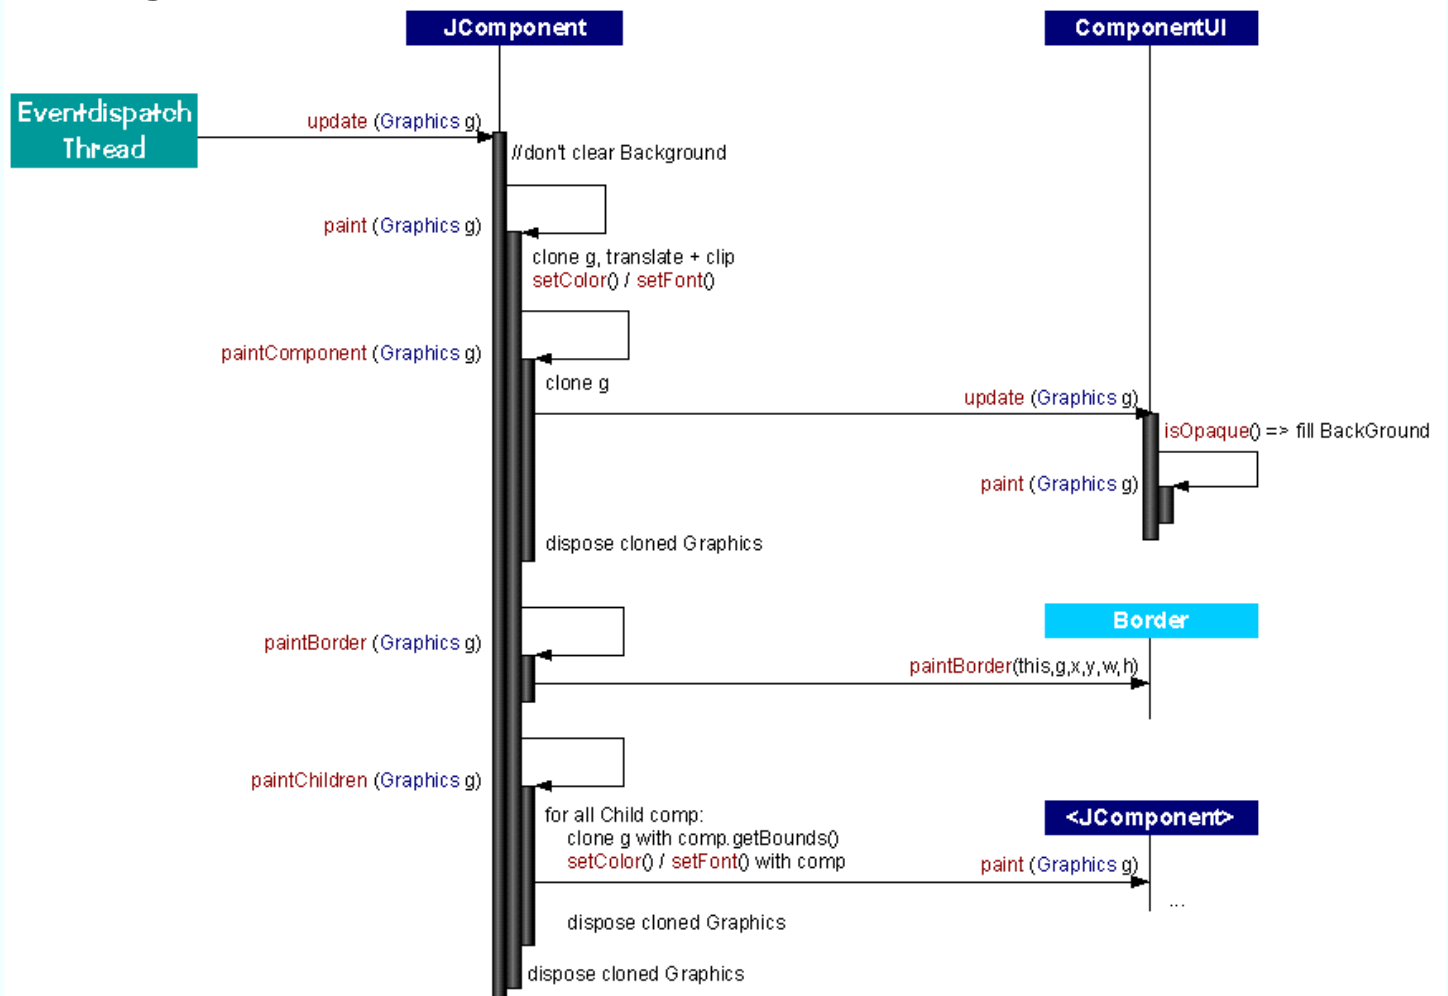 JComponent
ComponentUI
Eventdispatch
Thread
update (Graphics g)
//don't clear Background
paint (Graphics g)
clone g, translate + clip
setColor() / setFont()
paintComponent (Graphics g)
clone g
update (Graphics g)
isOpaque() => fill BackGround
paint (Graphics g)
dispose cloned Graphics
Border
paintBorder (Graphics g)
paintBorder(this,g,x,y,w,h)
paintChildren (Graphics g)
for all Child comp:
clone g with comp.getBounds()
setColor() / setFont() with comp
<JComponent>
paint (Graphics g)
...
dispose cloned Graphics
dispose cloned Graphics